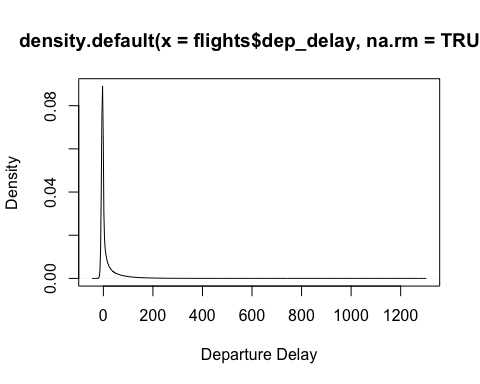 density.default(x = flights$dep_delay, na.rm = TRU
0.08
0.04
0.00
Density
0 200 400 600 800 1000 1200
Departure Delay